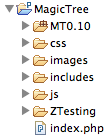 MagicTree
MT0.10
css
images
includes
js
ZTesting
index.php